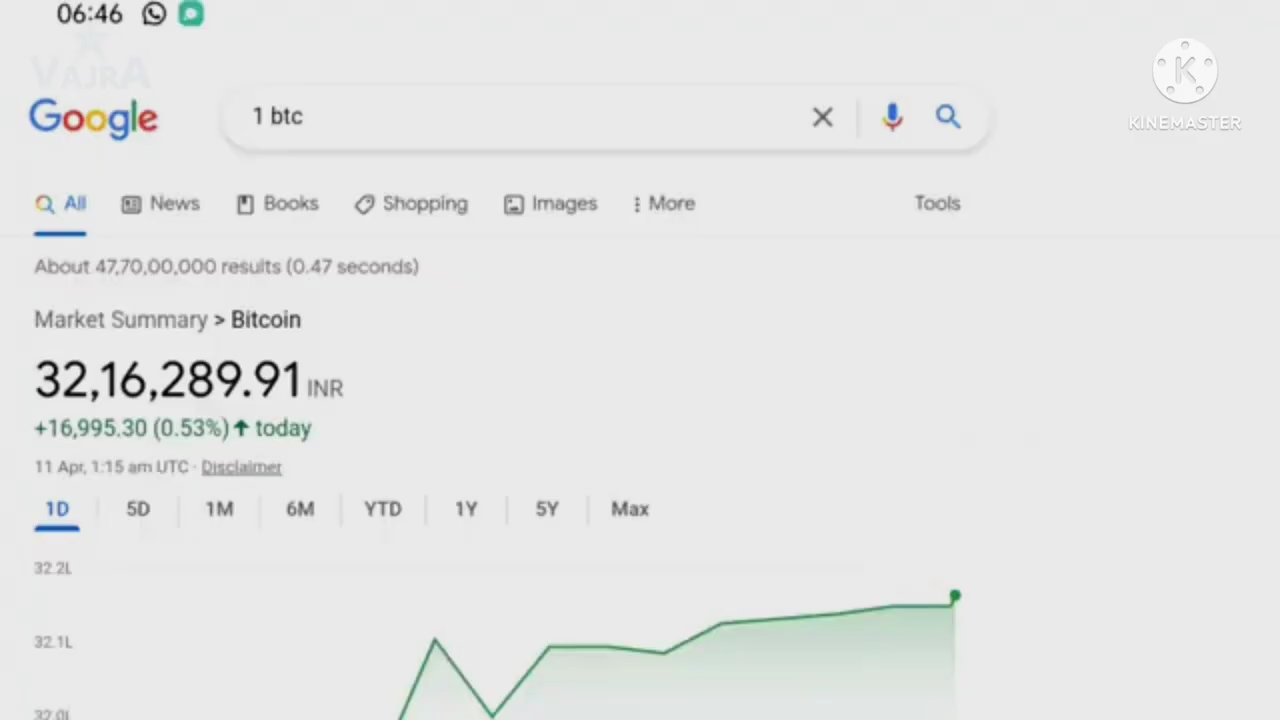 06:46
VAJRA
Google
1 btc
KINEMASTER
All News Books Shopping Images More Tools
About 47,70,00,000 results (0.47 seconds)
Market Summary > Bitcoin
32,16,289.91 INR
+16,995.30 (0.53%) ↑ today
11 Apr, 1:15 am UTC · Disclaimer
1D 5D 1M 6M YTD 1Y 5Y Max
32.2L
32.1L
32.0L